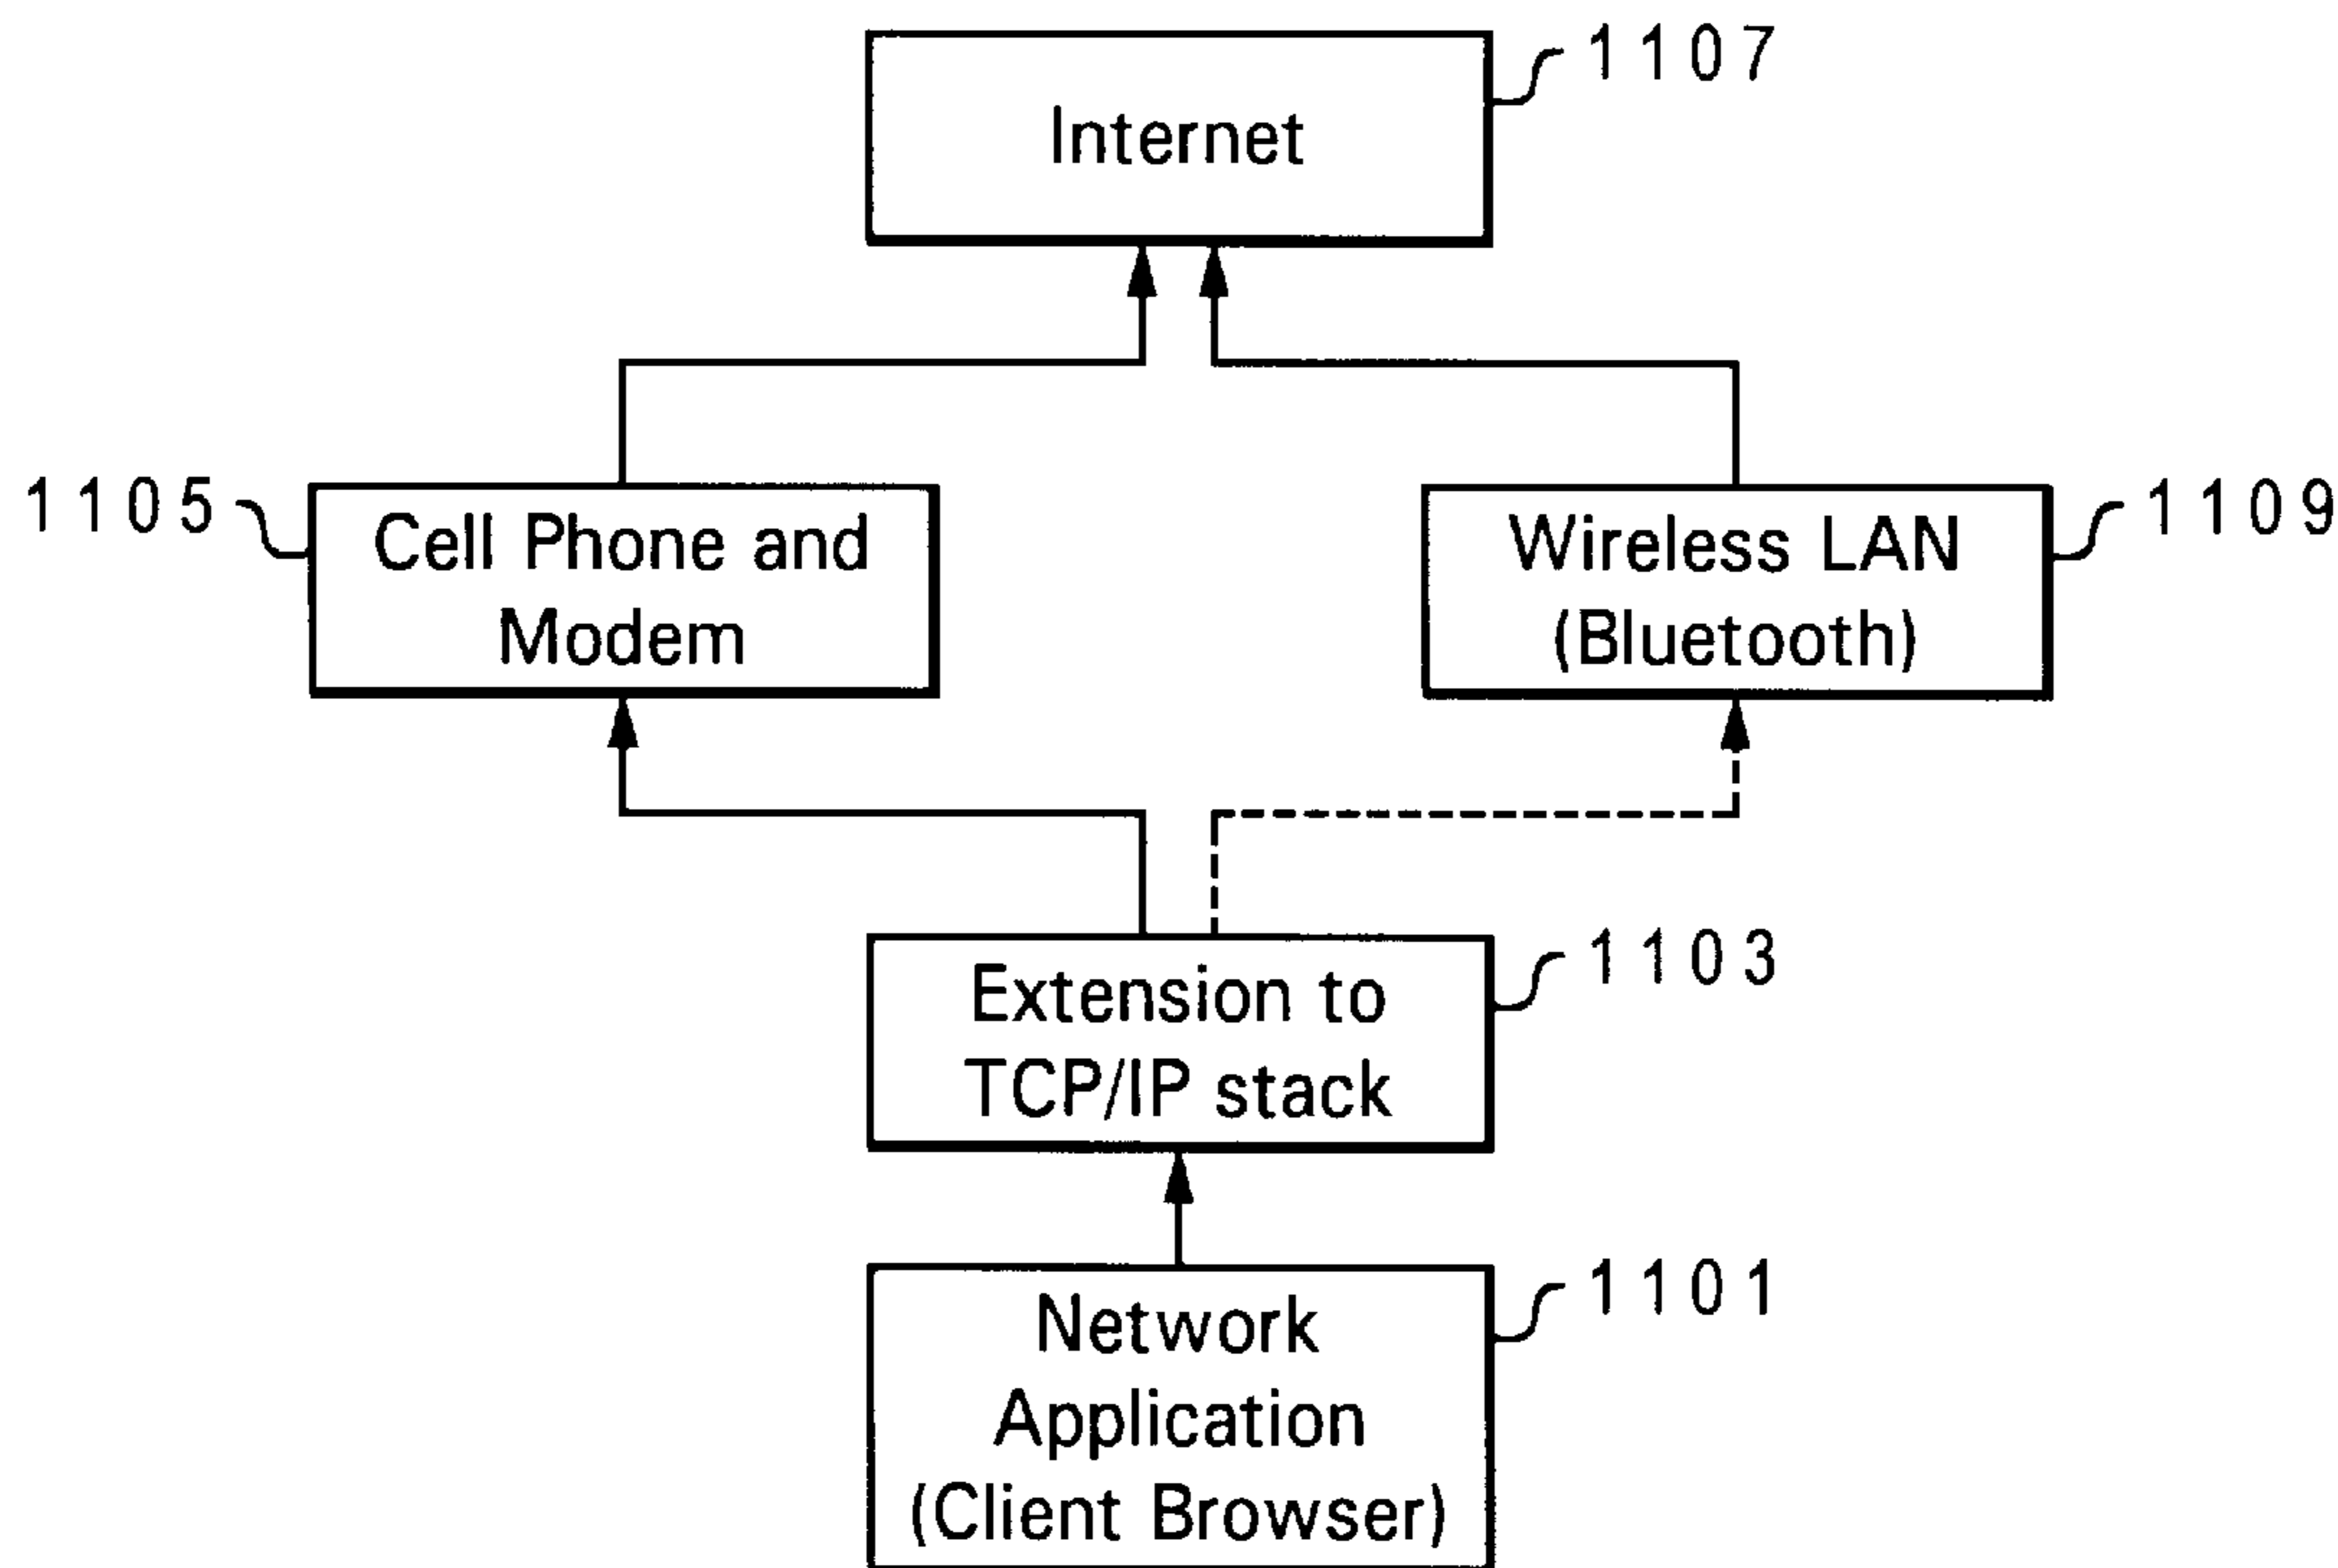 1107
Internet
1105
Cell Phone and
Modem
Wireless LAN
(Bluetooth)
1109
Extension to
TCP/IP stack
1103
Network
Application
(Client Browser)
1101